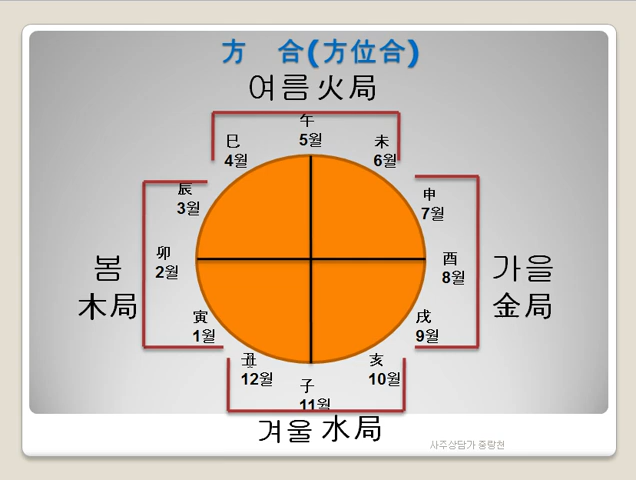 方 合(方位合)
여름 火局
午
5월
巳
4월
未
6월
辰
3월
申
7월
봄
木局
卯
2월
酉
8월
가을
金局
寅
1월
戌
9월
丑
12월
子
11월
亥
10월
겨울 水局
사주상담가 중랑천